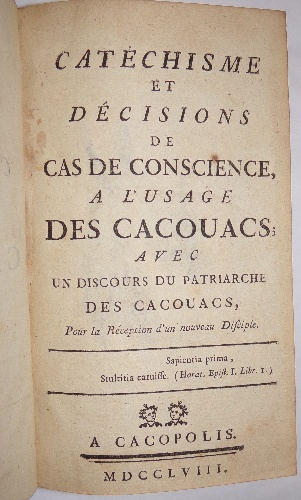 CATÉCHISME
ET
DÉCISIONS
DE
CAS DE CONSCIENCE,
A L'USAGE
DES CACOUACS;
AVEC
UN DISCOURS DU PATRIARCHE
DES CACOUACS,
Pour la Réception d'un nouveau Disciple.
Sapientia prima,
Stultitia caruisse. (Horat. Epist. I. Libr. 1.)
A CACOPOLIS.
MDCCLVIII.